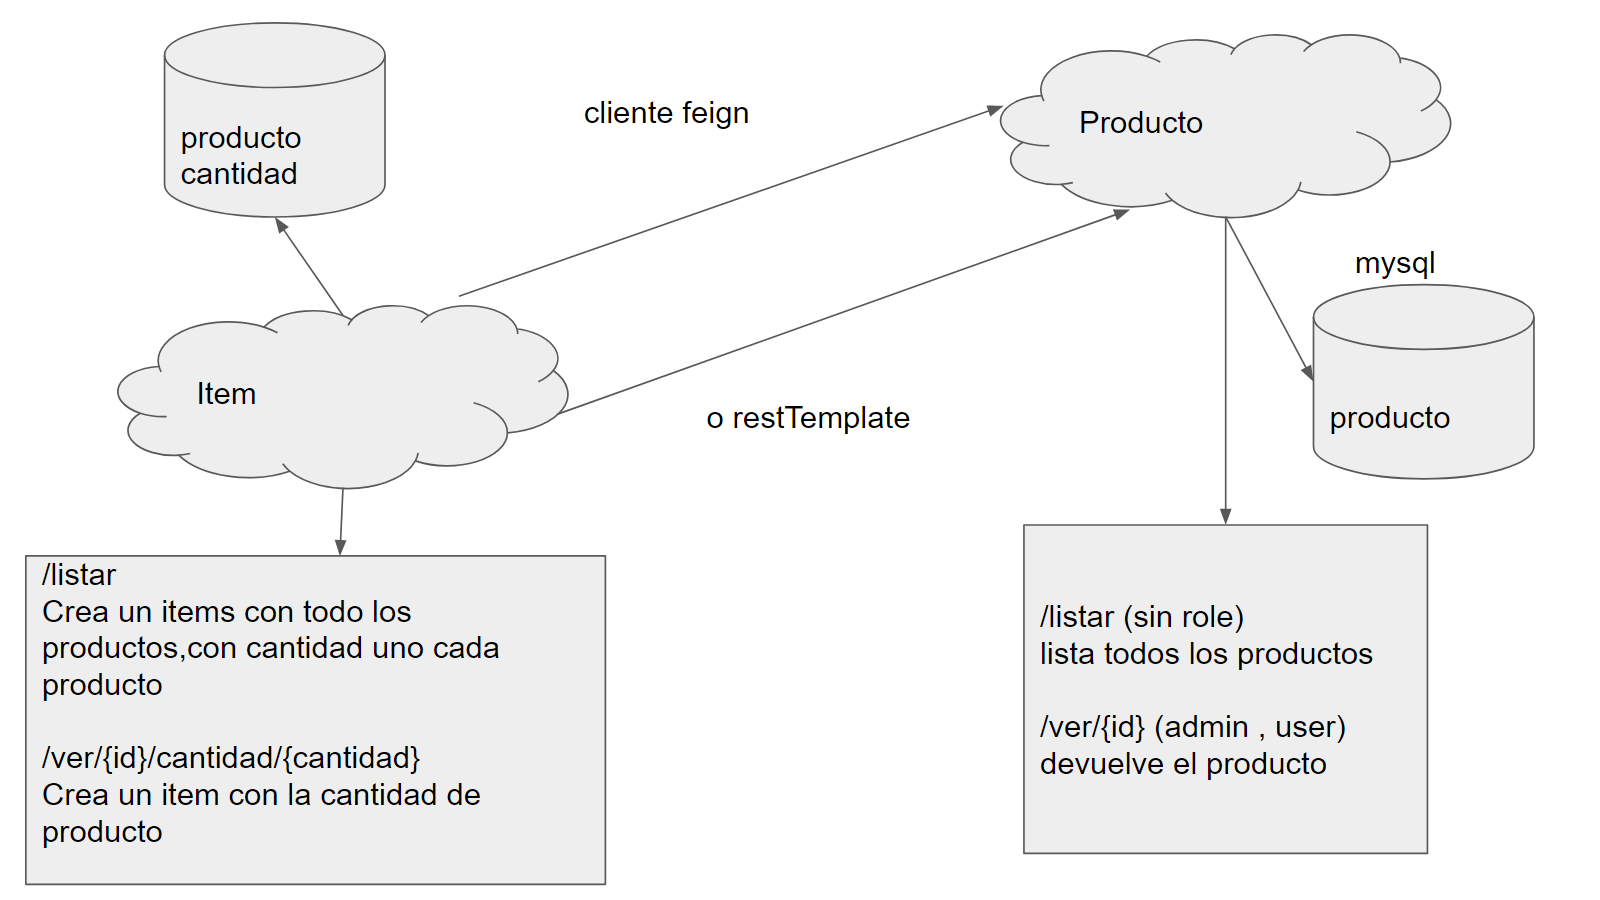 producto
cantidad
cliente feign
Producto
mysql
producto
Item
o restTemplate
/listar
Crea un items con todo los
productos,con cantidad uno cada
producto
/ver/{id}/cantidad/{cantidad}
Crea un item con la cantidad de
producto
/listar (sin role)
lista todos los productos
/ver/{id} (admin , user)
devuelve el producto